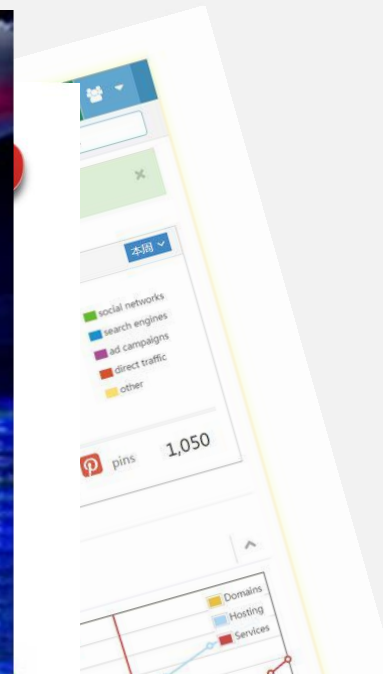 本周
social networks
search engines
ad campaigns
direct traffic
other
pins 1,050
Domains
Hosting
Services